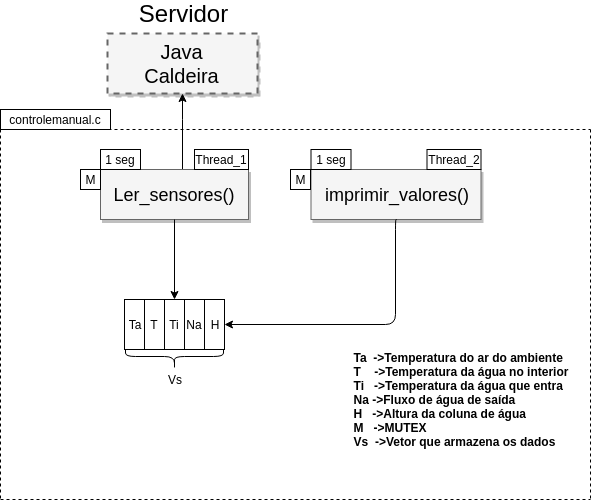 Servidor
Java
Caldeira
controlemanual.c
1 seg
Thread_1
M
Ler_sensores()
1 seg
Thread_2
M
imprimir_valores()
Ta
T
Ti
Na
H
Vs
Ta ->Temperatura do ar do ambiente
T ->Temperatura da água no interior
Ti ->Temperatura da água que entra
Na ->Fluxo de água de saída
H ->Altura da coluna de água
M ->MUTEX
Vs ->Vetor que armazena os dados